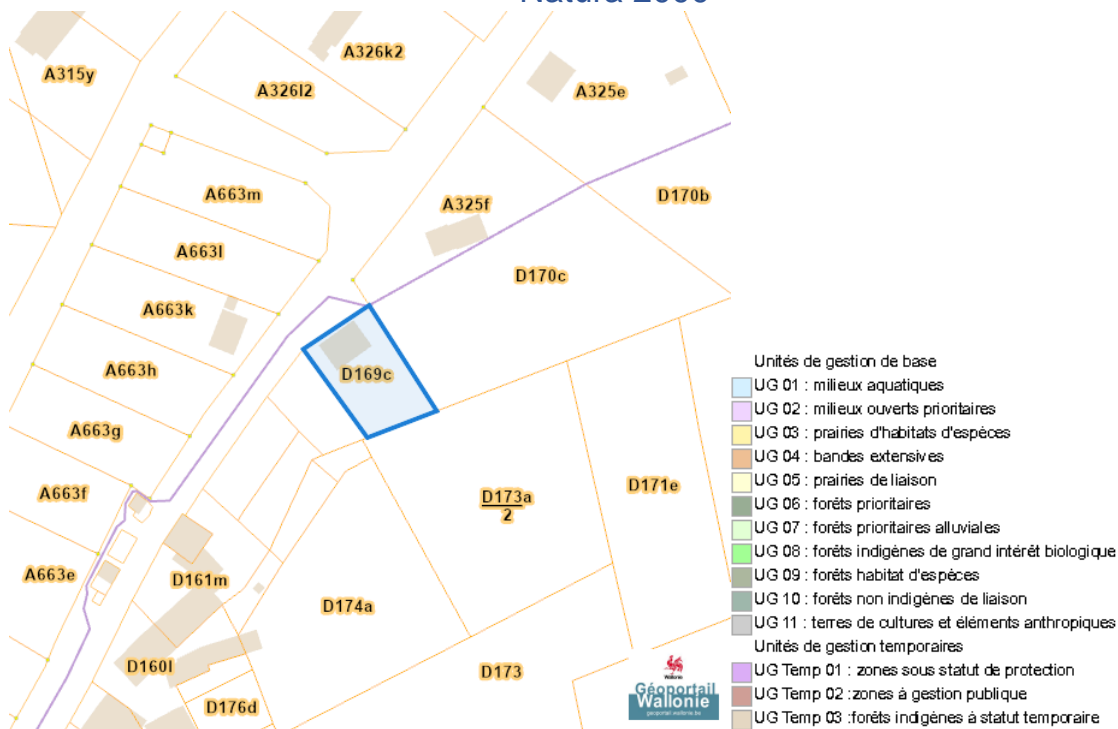 Natura 2000
A315y
A326k2
A326l2
A325e
A663m
A325f
D170b
A663l
D170c
A663k
A663h
D169c
A663g
A663f
D173a
2
D171e
A663e
D161m
D174a
D160l
D173
D176d
Unités de gestion de base
UG 01 : milieux aquatiques
UG 02 : milieux ouverts prioritaires
UG 03 : prairies d'habitats d'espèces
UG 04 : bandes extensives
UG 05 : prairies de liaison
UG 06 : forêts prioritaires
UG 07 : forêts prioritaires alluviales
UG 08 : forêts indigènes de grand intérêt biologique
UG 09 : forêts habitat d'espèces
UG 10 : forêts non indigènes de liaison
UG 11 : terres de cultures et éléments anthropiques
Unités de gestion temporaires
UG Temp 01 : zones sous statut de protection
UG Temp 02 :zones à gestion publique
UG Temp 03 :forêts indigènes à statut temporaire
Wallonie
Géoportail
Wallonie
geoportail.wallonie.be